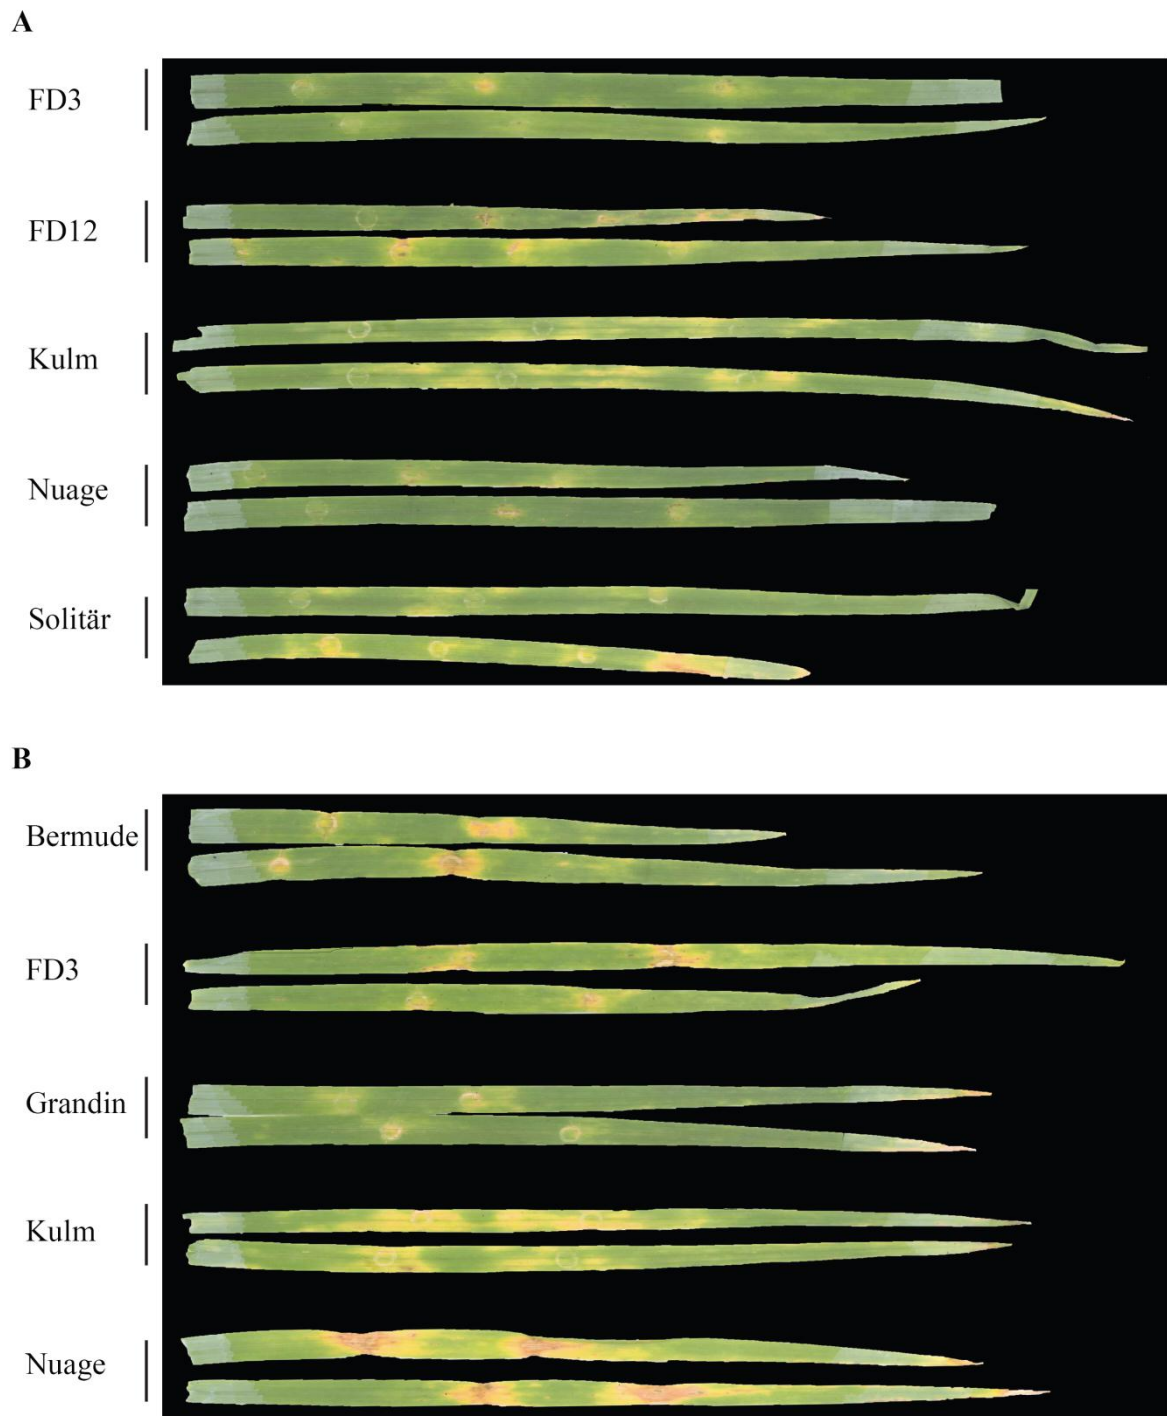 A
FD3
FD12
Kulm
Nuage
Solitär
B
Bermude
FD3
Grandin
Kulm
Nuage